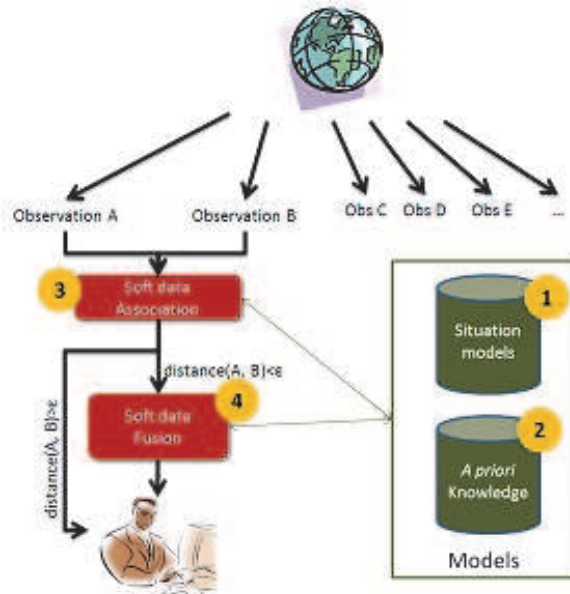 Observation A
Observation B
Obs C
Obs D
Obs E
...
3
Soft data
Association
1
Situation
models
distance(A, B)<ε
distance(A, B)>ε
4
Soft data
Fusion
2
A priori
Knowledge
Models